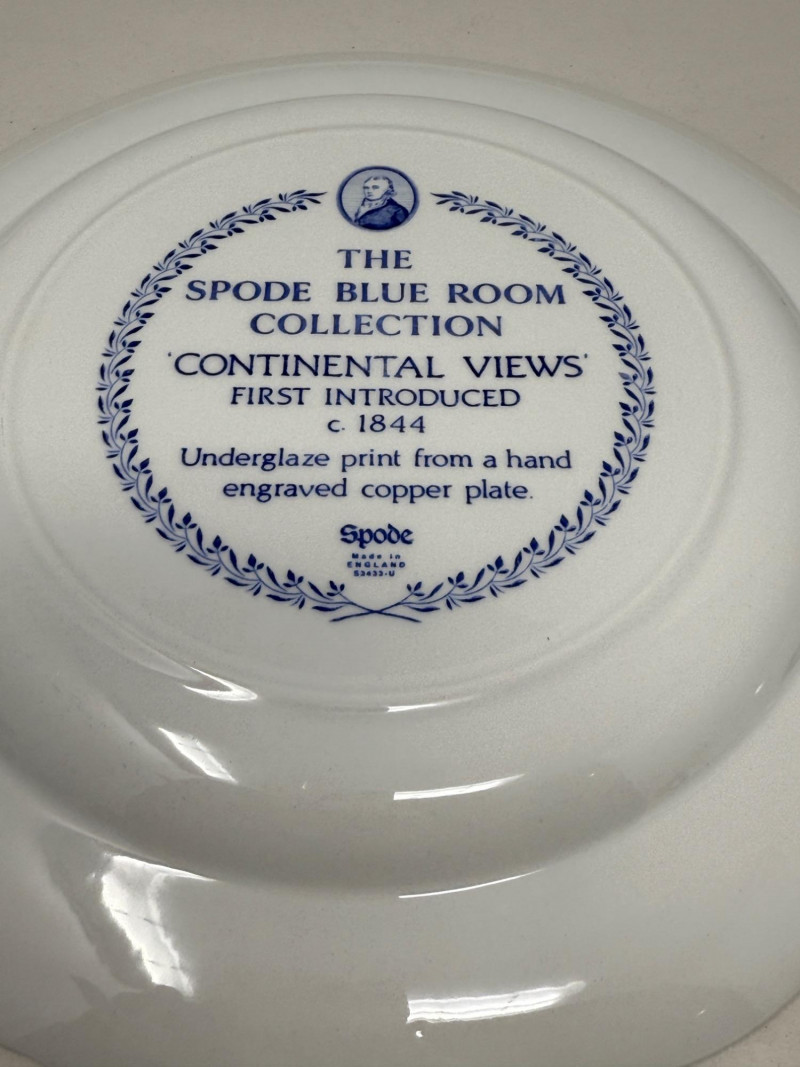 THE
SPODE BLUE ROOM
COLLECTION
'CONTINENTAL VIEWS'
FIRST INTRODUCED
c. 1844
Underglaze print from a hand
engraved copper plate.
Spode
Made in
ENGLAND
S3433-U